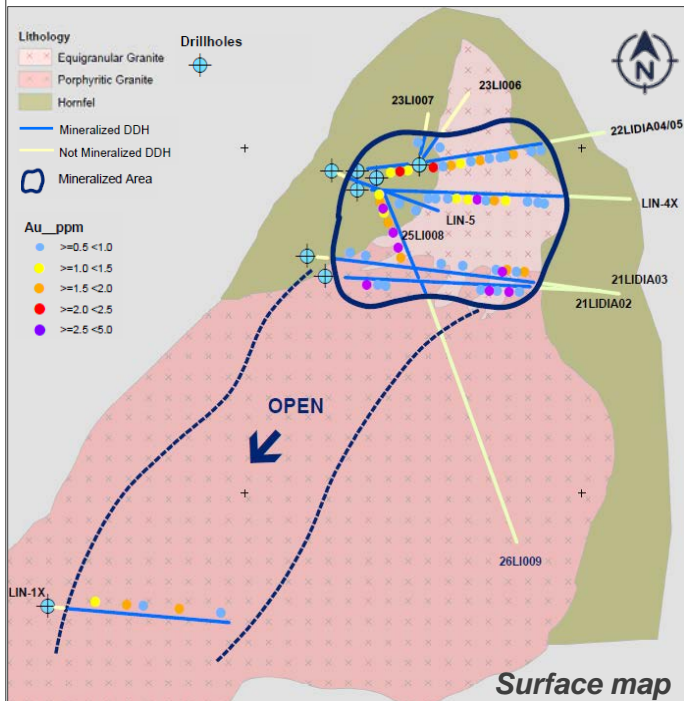 Lithology
Equigranular Granite
Porphyritic Granite
Hornfel
Mineralized DDH
Not Mineralized DDH
Mineralized Area
Au__ppm
>=0.5 <1.0
>=1.0 <1.5
>=1.5 <2.0
>=2.0 <2.5
>=2.5 <5.0
Drillholes
N
23LI007
23LI006
22LIDIA04/05
LIN-4X
LIN-5
25LI008
21LIDIA03
21LIDIA02
OPEN
26LI009
LIN-1X
Surface map